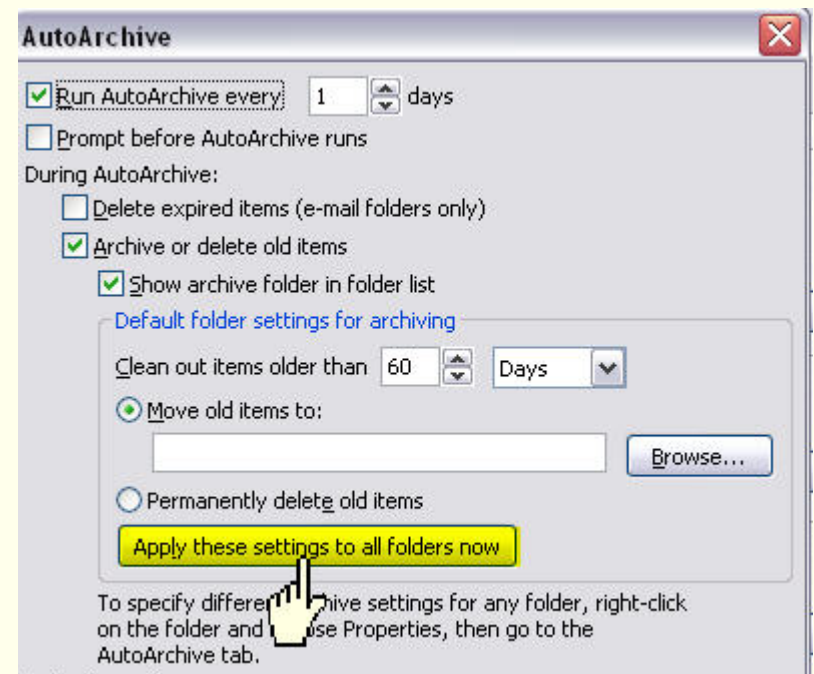 AutoArchive
Run AutoArchive every 1 days
Prompt before AutoArchive runs
During AutoArchive:
Delete expired items (e-mail folders only)
Archive or delete old items
Show archive folder in folder list
Default folder settings for archiving
Clean out items older than 60 Days
Move old items to:
Browse...
Permanently delete old items
Apply these settings to all folders now
To specify settings for any folder, right-click
on the folder and Properties, then go to the
AutoArchive tab.